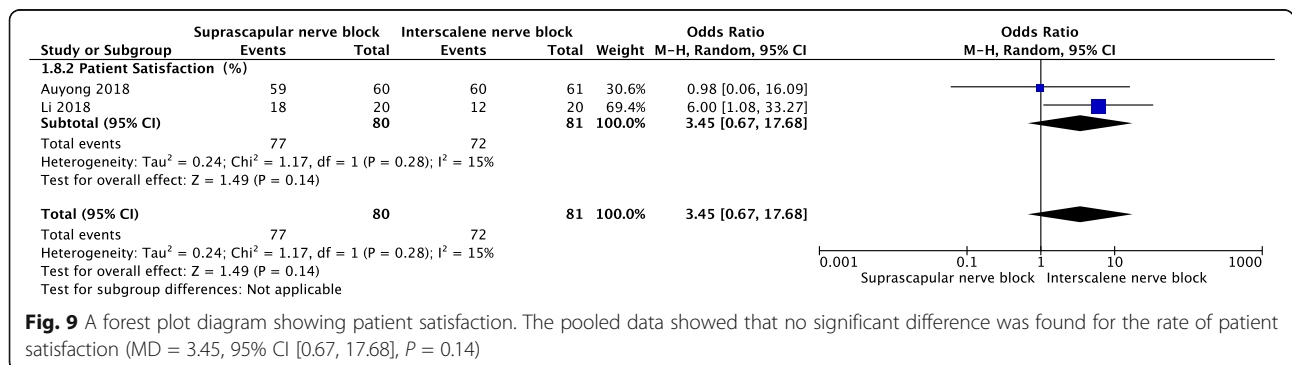 Suprascapular nerve block Interscalene nerve block Odds Ratio Odds Ratio
Study or Subgroup Events Total Events Total Weight M-H, Random, 95% CI M-H, Random, 95% CI
1.8.2 Patient Satisfaction (%)
Auyong 2018 59 60 60 61 30.6% 0.98 [0.06, 16.09]
Li 2018 18 20 12 20 69.4% 6.00 [1.08, 33.27]
Subtotal (95% CI) 80 81 100.0% 3.45 [0.67, 17.68]
Total events 77 72
Heterogeneity: Tau² = 0.24; Chi² = 1.17, df = 1 (P = 0.28); I² = 15%
Test for overall effect: Z = 1.49 (P = 0.14)
Total (95% CI) 80 81 100.0% 3.45 [0.67, 17.68]
Total events 77 72
Heterogeneity: Tau² = 0.24; Chi² = 1.17, df = 1 (P = 0.28); I² = 15%
Test for overall effect: Z = 1.49 (P = 0.14)
Test for subgroup differences: Not applicable
0.001 0.1 1 10 1000
Suprascapular nerve block Interscalene nerve block
Fig. 9 A forest plot diagram showing patient satisfaction. The pooled data showed that no significant difference was found for the rate of patient
satisfaction (MD = 3.45, 95% CI [0.67, 17.68], P = 0.14)